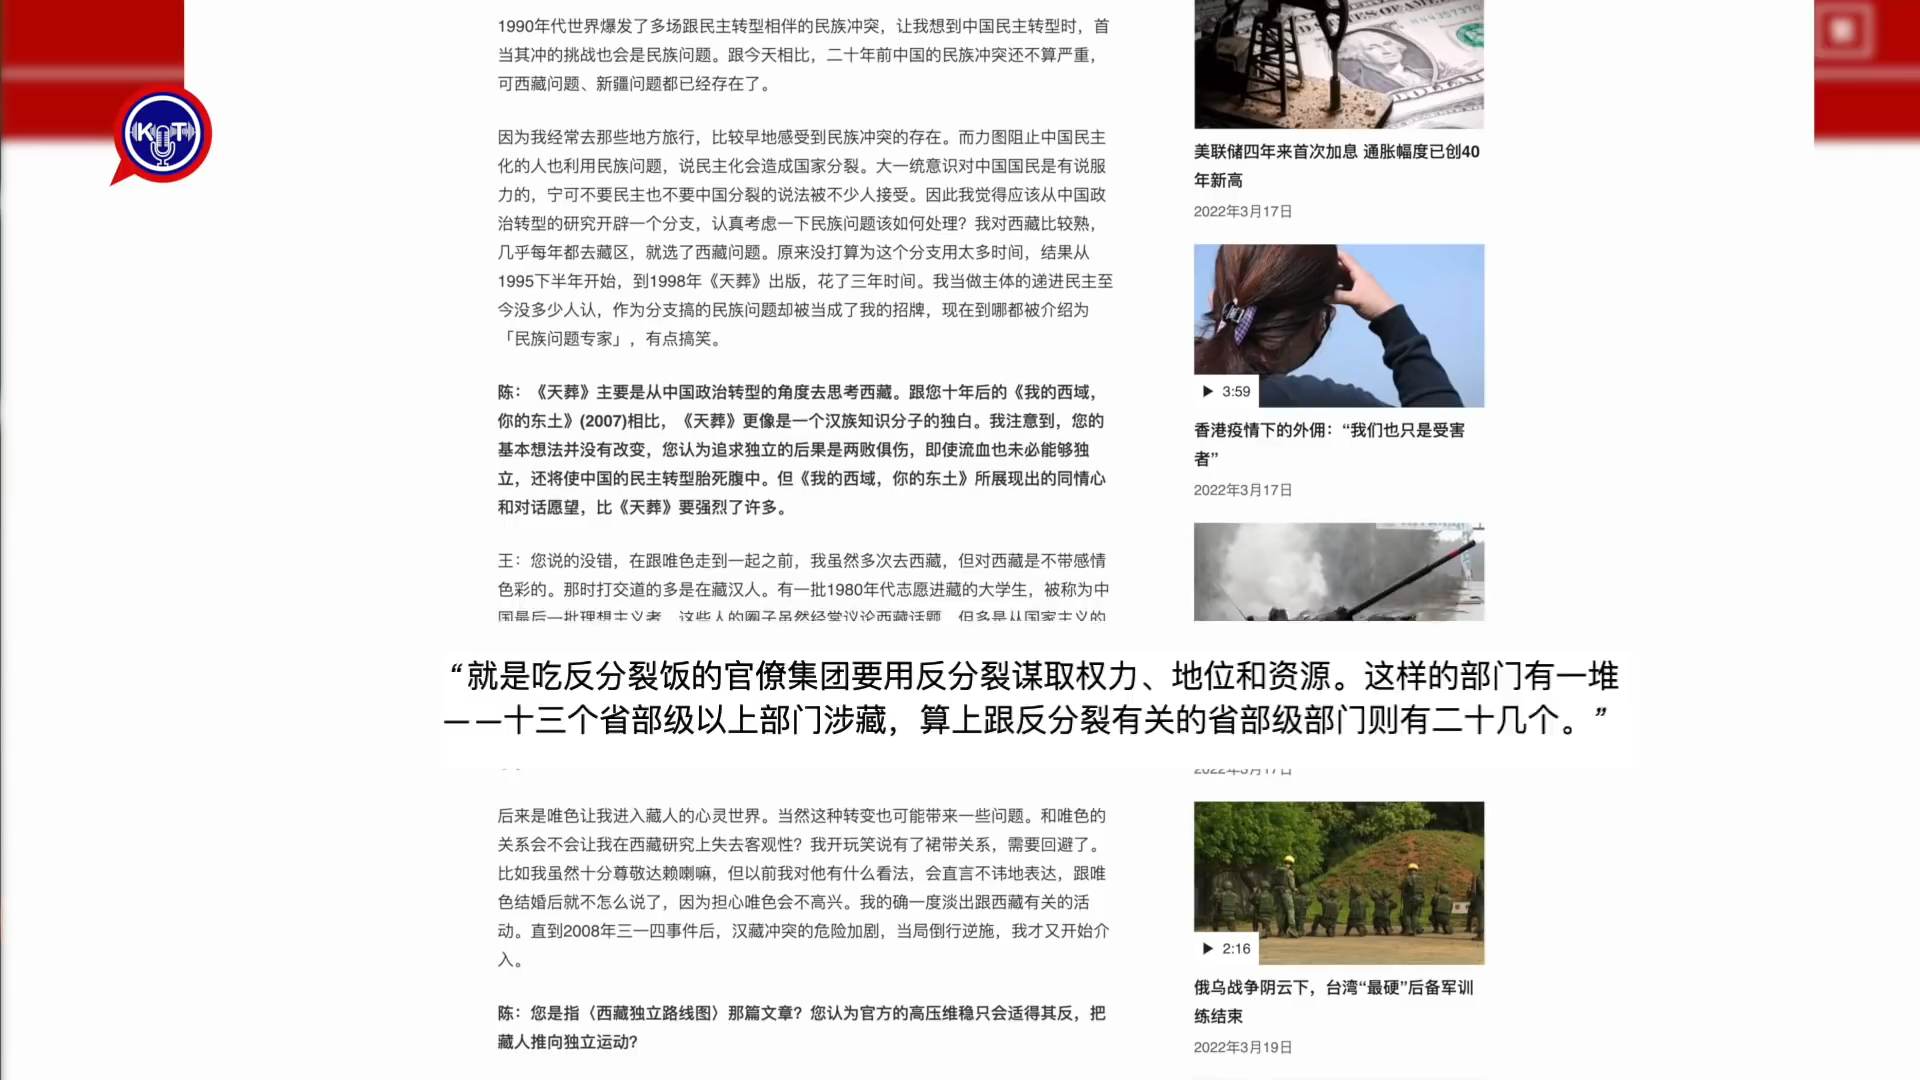 1990年代世界爆发了多场跟民主转型相伴的民族冲突，让我想到中国民主转型时，首
当其冲的挑战也会是民族问题。跟今天相比，二十年前中国的民族冲突还不算严重，
可西藏问题、新疆问题都已经存在了。
因为我经常去那些地方旅行，比较早地感受到民族冲突的存在。而力图阻止中国民主
化的人也利用民族问题，说民主化会造成国家分裂。大一统意识对中国国民是有说服
力的，宁可不要民主也不要中国分裂的说法被不少人接受。因此我觉得应该从中国政
治转型的研究开辟一个分支，认真考虑一下民族问题该如何处理？我对西藏比较熟，
几乎每年都去藏区，就选了西藏问题。原来没打算为这个分支用太多时间，结果从
1995下半年开始，到1998年《天葬》出版，花了三年时间。我当做主体的递进民主至
今没多少人认，作为分支搞的民族问题却被当成了我的招牌，现在到哪都被介绍为
「民族问题专家」，有点搞笑。
陈：《天葬》主要是从中国政治转型的角度去思考西藏。跟您十年后的《我的西域，
你的东土》(2007)相比，《天葬》更像是一个汉族知识分子的独白。我注意到，您的
基本想法并没有改变，您认为追求独立的后果是两败俱伤，即使流血也未必能够独
立，还将使中国的民主转型胎死腹中。但《我的西域，你的东土》所展现出的同情心
和对话愿望，比《天葬》要强烈了许多。
王：您说的没错，在跟唯色走到一起之前，我虽然多次去西藏，但对西藏是不带感情
色彩的。那时打交道的多是在藏汉人。有一批1980年代志愿进藏的大学生，被称为中
国最后一批理想主义者，这些人的圈子虽然经常议论西藏话题，但多是从国家主义的
“就是吃反分裂饭的官僚集团要用反分裂谋取权力、地位和资源。这样的部门有一堆
——十三个省部级以上部门涉藏，算上跟反分裂有关的省部级部门则有二十几个。”
后来是唯色让我进入藏人的心灵世界。当然这种转变也可能带来一些问题。和唯色的
关系会不会让我在西藏研究上失去客观性？我开玩笑说有了裙带关系，需要回避了。
比如我虽然十分尊敬达赖喇嘛，但以前我对他有什么看法，会直言不讳地表达，跟唯
色结婚后就不怎么说了，因为担心唯色会不高兴。我的确一度淡出跟西藏有关的活
动。直到2008年三一四事件后，汉藏冲突的危险加剧，当局倒行逆施，我才又开始介
入。
陈：您是指〈西藏独立路线图〉那篇文章？您认为官方的高压维稳只会适得其反，把
藏人推向独立运动？
美联储四年来首次加息 通胀幅度已创40
年新高
2022年3月17日
3:59
香港疫情下的外佣：“我们也只是受害
者”
2022年3月17日
2022年3月17日
2:16
俄乌战争阴云下，台湾“最硬”后备军训
练结束
2022年3月19日
KT